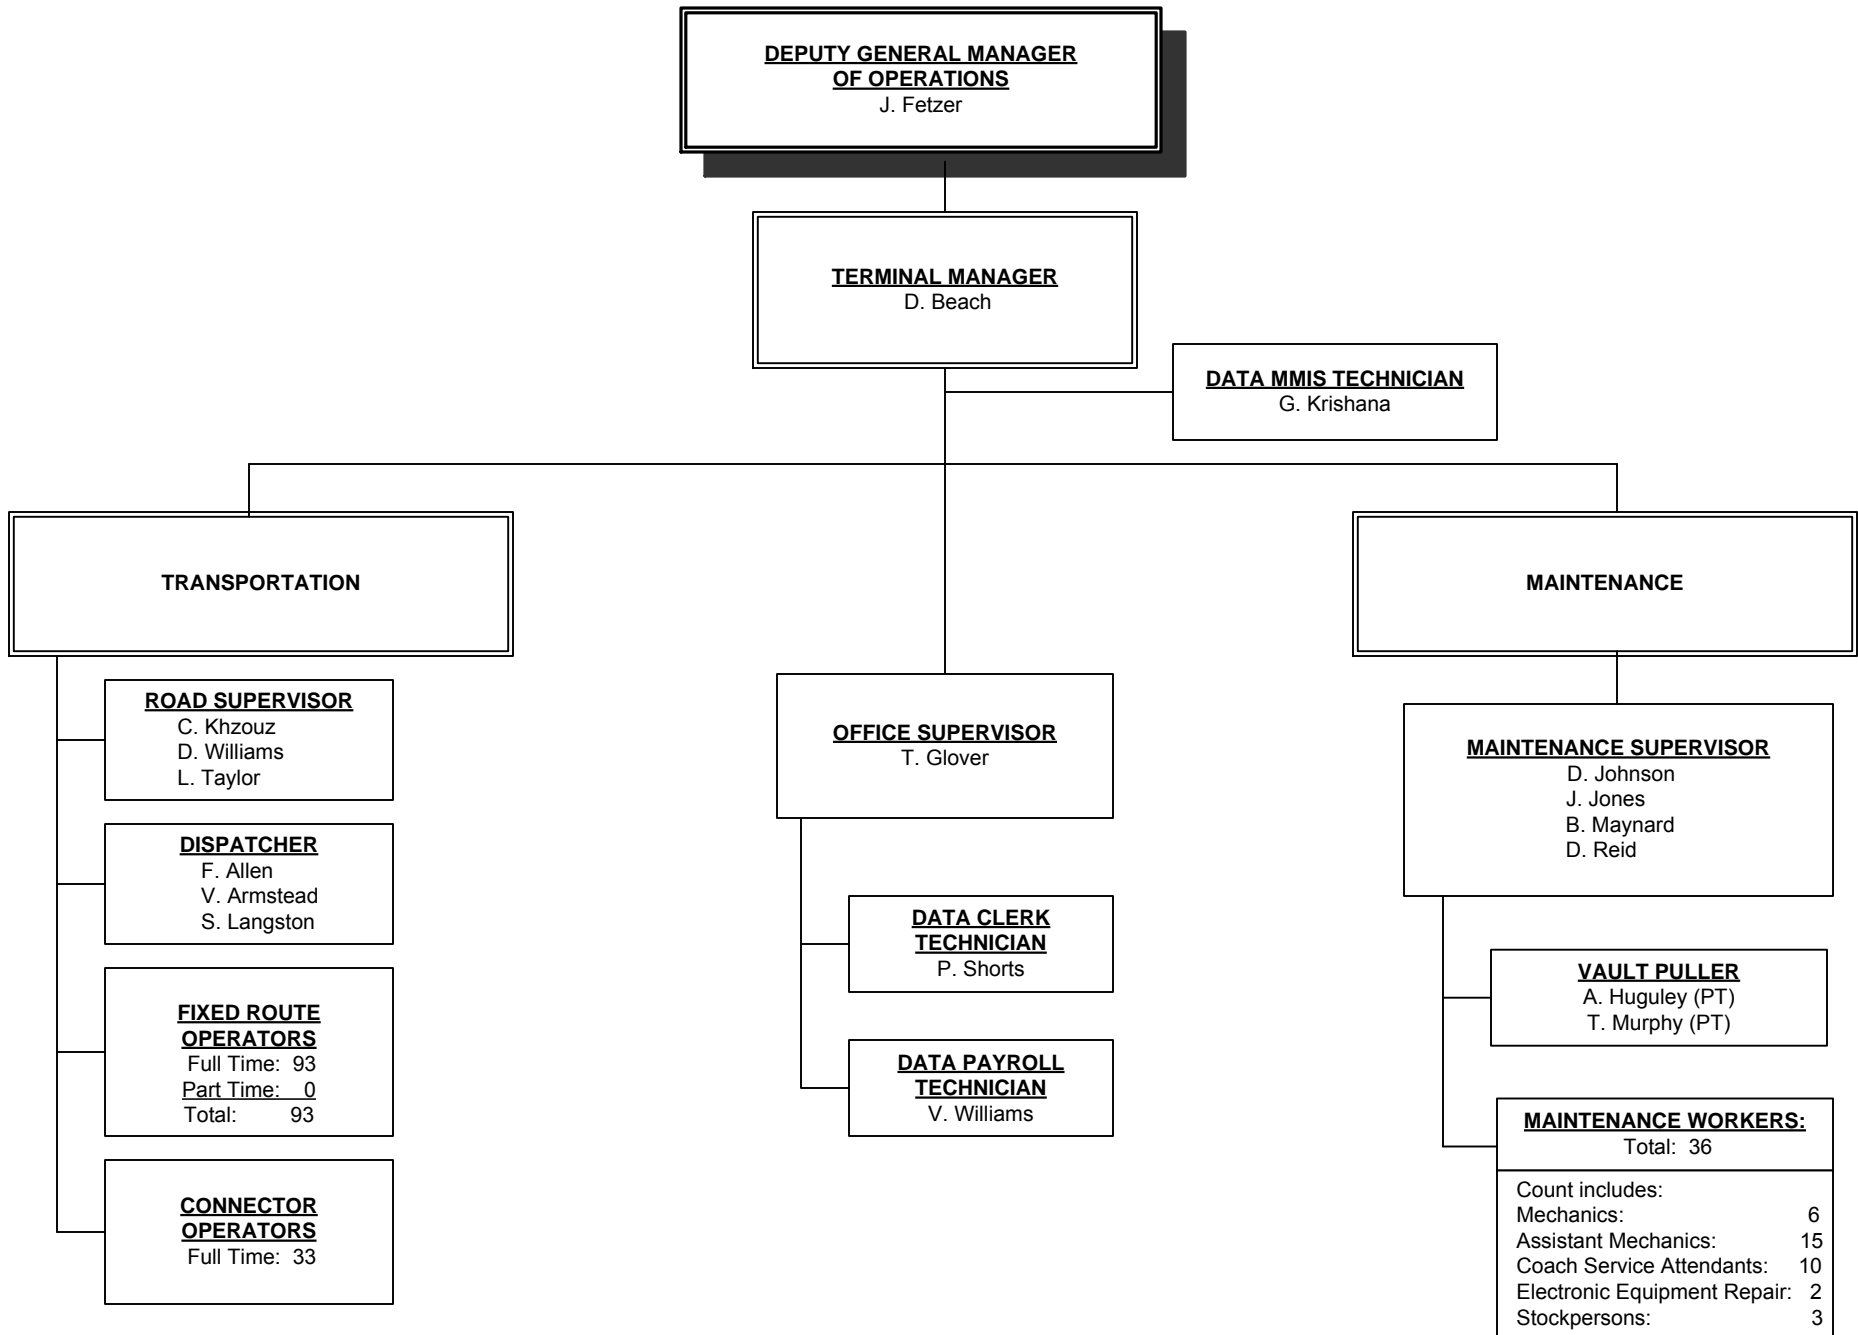 DEPUTY GENERAL MANAGER
OF OPERATIONS
J. Fetzer
TERMINAL MANAGER
D. Beach
DATA MMIS TECHNICIAN
G. Krishana
TRANSPORTATION
MAINTENANCE
ROAD SUPERVISOR
C. Khzouz
D. Williams
L. Taylor
DISPATCHER
F. Allen
V. Armstead
S. Langston
FIXED ROUTE
OPERATORS
Full Time: 93
Part Time: 0
Total: 93
CONNECTOR
OPERATORS
Full Time: 33
OFFICE SUPERVISOR
T. Glover
DATA CLERK
TECHNICIAN
P. Shorts
DATA PAYROLL
TECHNICIAN
V. Williams
MAINTENANCE SUPERVISOR
D. Johnson
J. Jones
B. Maynard
D. Reid
VAULT PULLER
A. Huguley (PT)
T. Murphy (PT)
MAINTENANCE WORKERS:
Total: 36
Count includes:
Mechanics: 6
Assistant Mechanics: 15
Coach Service Attendants: 10
Electronic Equipment Repair: 2
Stockpersons: 3